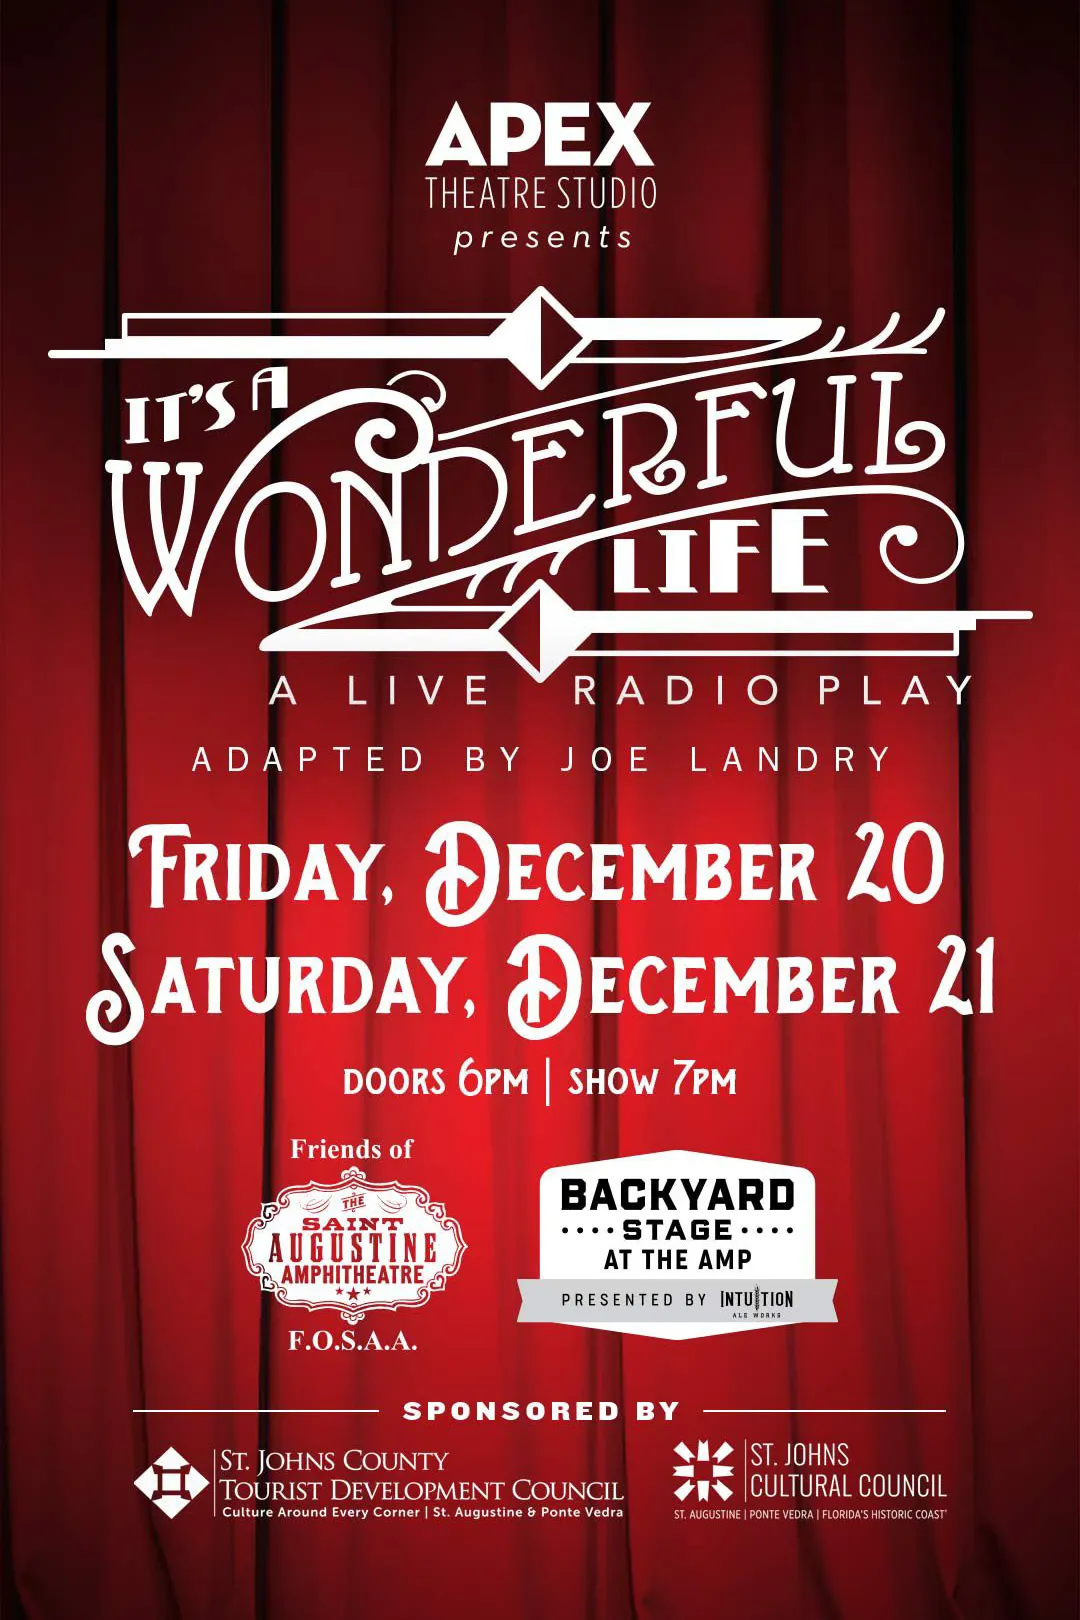 APEX
THEATRE STUDIO
presents
IT'S A
WONDERFUL
LIFE
A LIVE RADIO PLAY
ADAPTED BY JOE LANDRY
FRIDAY, DECEMBER 20
SATURDAY, DECEMBER 21
DOORS 6PM | SHOW 7PM
Friends of
THE
SAINT
AUGUSTINE
AMPHITHEATRE
F.O.S.A.A.
BACKYARD
STAGE
AT THE AMP
PRESENTED BY INTUITION
ALE WORKS
SPONSORED BY
ST. JOHNS COUNTY
TOURIST DEVELOPMENT COUNCIL
Culture Around Every Corner | St. Augustine & Ponte Vedra
ST. JOHNS
CULTURAL COUNCIL
ST. AUGUSTINE | PONTE VEDRA | FLORIDA'S HISTORIC COAST